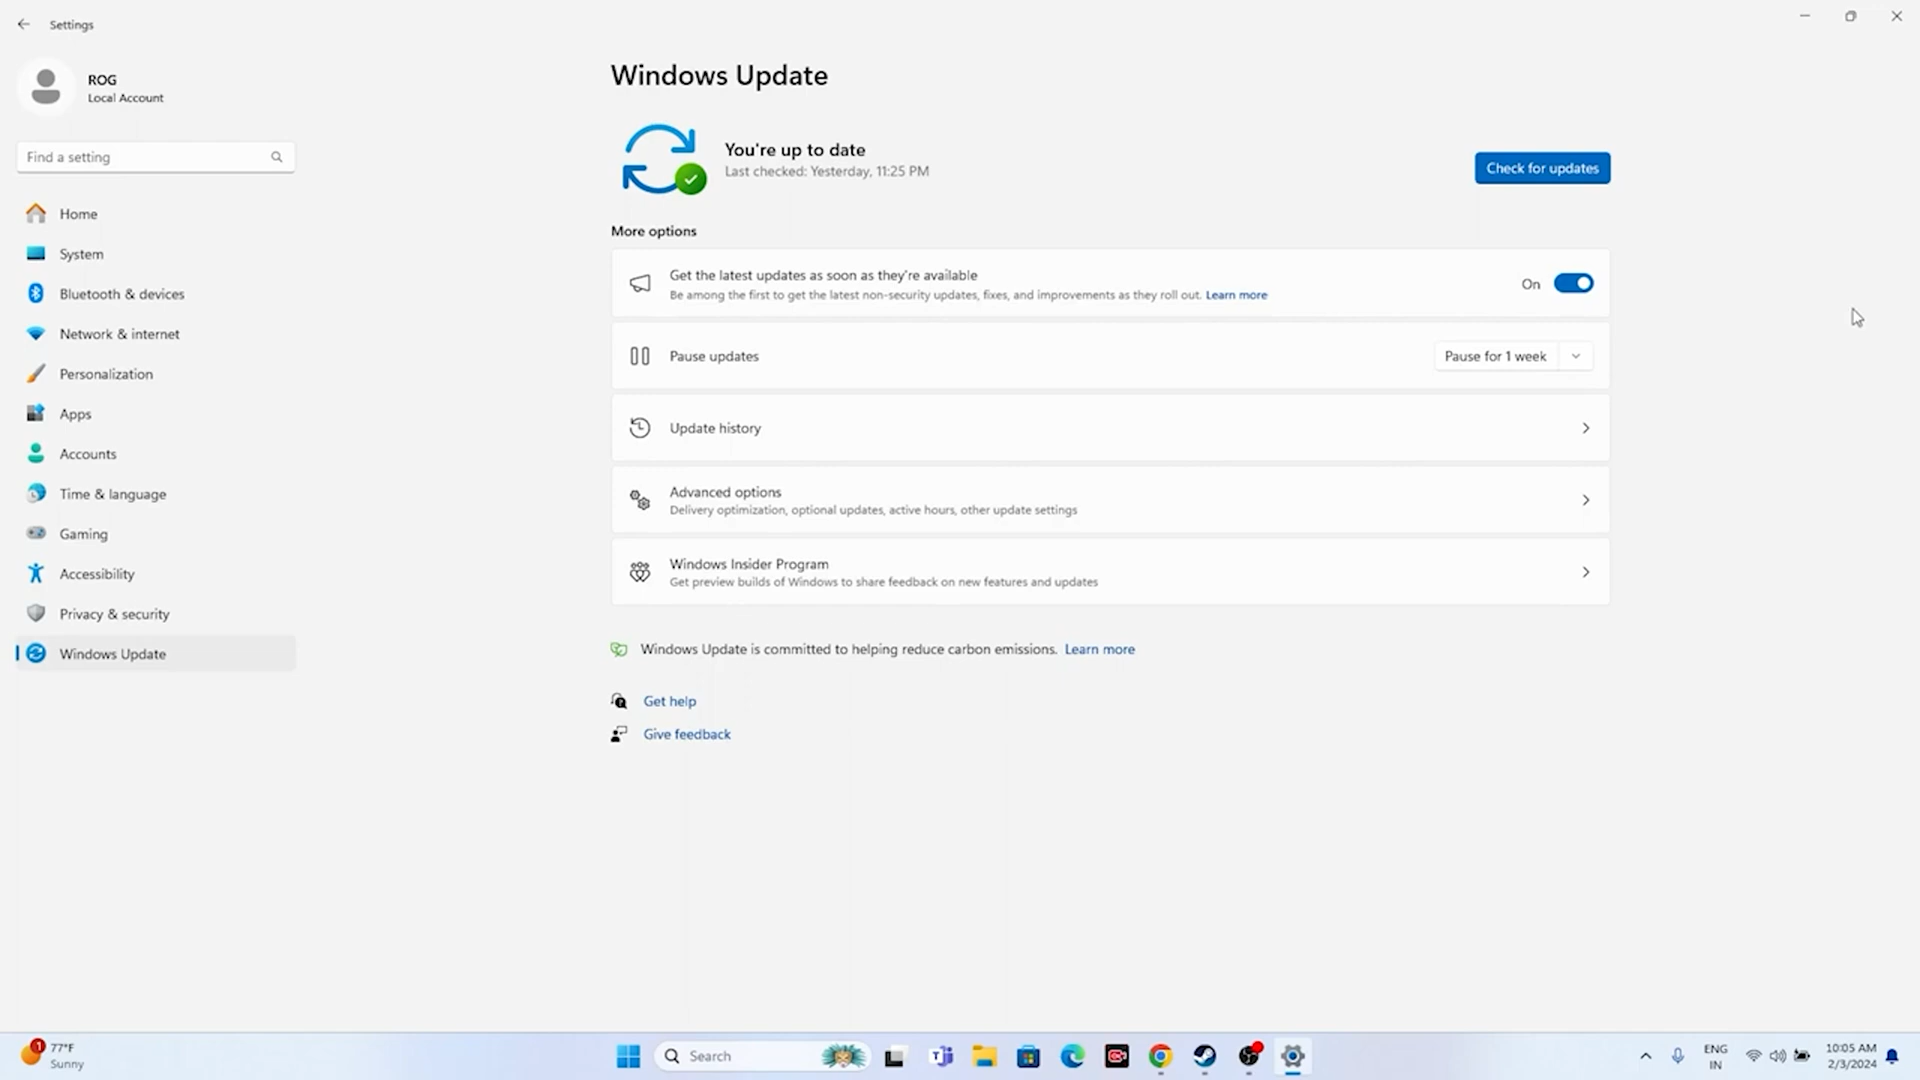 Settings
ROG
Local Account
Find a setting
Home
System
Bluetooth & devices
Network & internet
Personalization
Apps
Accounts
Time & language
Gaming
Accessibility
Privacy & security
Windows Update
Windows Update
You're up to date
Last checked: Yesterday, 11:25 PM
Check for updates
More options
Get the latest updates as soon as they're available
Be among the first to get the latest non-security updates, fixes, and improvements as they roll out. Learn more
On
Pause updates
Pause for 1 week
Update history
Advanced options
Delivery optimization, optional updates, active hours, other update settings
Windows Insider Program
Get preview builds of Windows to share feedback on new features and updates
Windows Update is committed to helping reduce carbon emissions. Learn more
Get help
Give feedback
1
77°F
Sunny
Search
ENG
IN
10:05 AM
2/3/2024